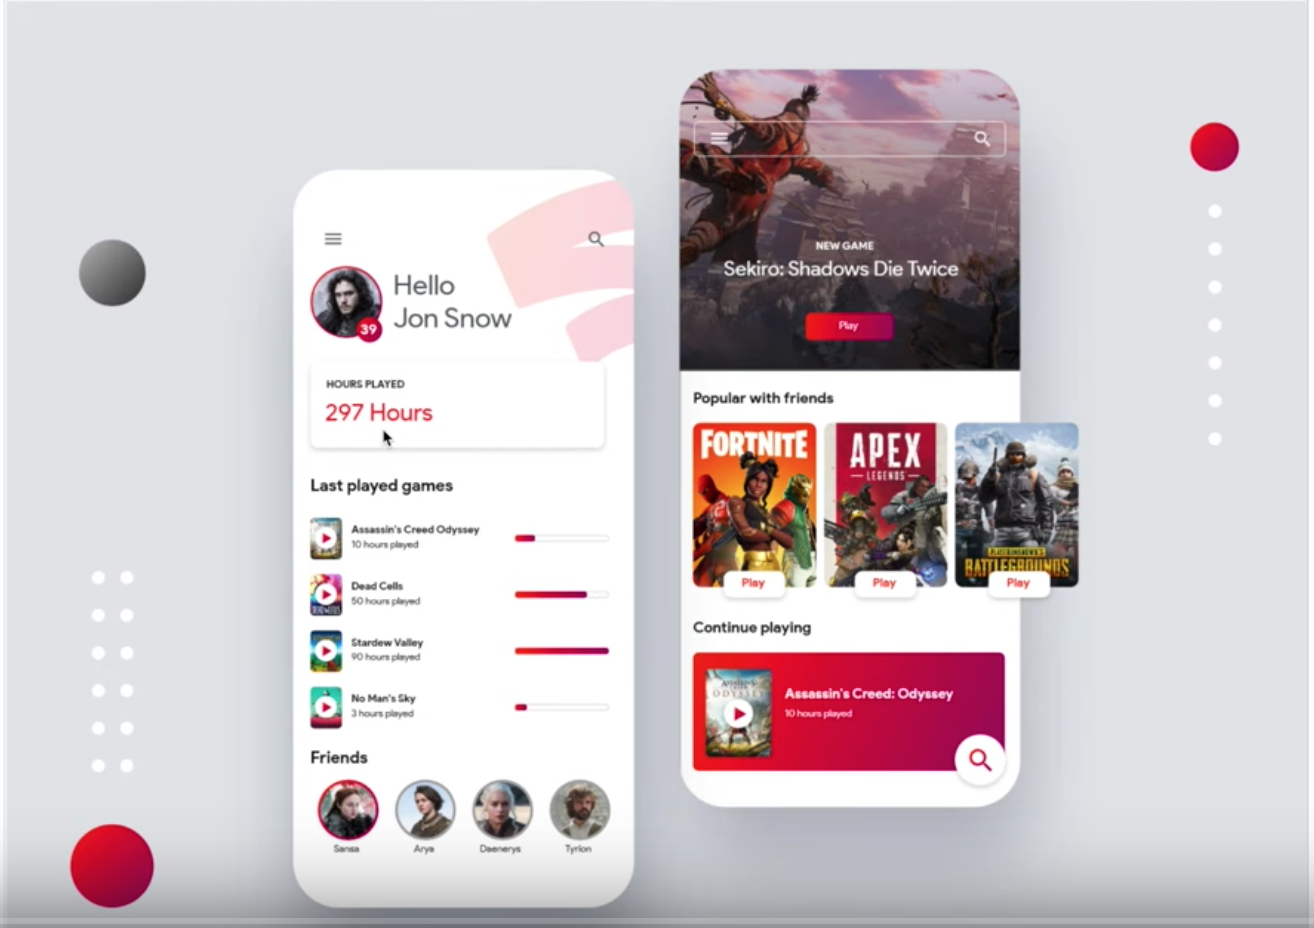 Hello
Jon Snow
39
HOURS PLAYED
297 Hours
Last played games
Assassin's Creed Odyssey
10 hours played
Dead Cells
50 hours played
Stardew Valley
90 hours played
No Man's Sky
3 hours played
Friends
Sansa
Arya
Daenerys
Tyrion
NEW GAME
Sekiro: Shadows Die Twice
Play
Popular with friends
FORTNITE
Play
APEX
LEGENDS
Play
PLAYERUNKNOWN'S
BATTLEGROUNDS
Play
Continue playing
ASSASSIN'S
CREED
ODYSSEY
Assassin's Creed: Odyssey
10 hours played